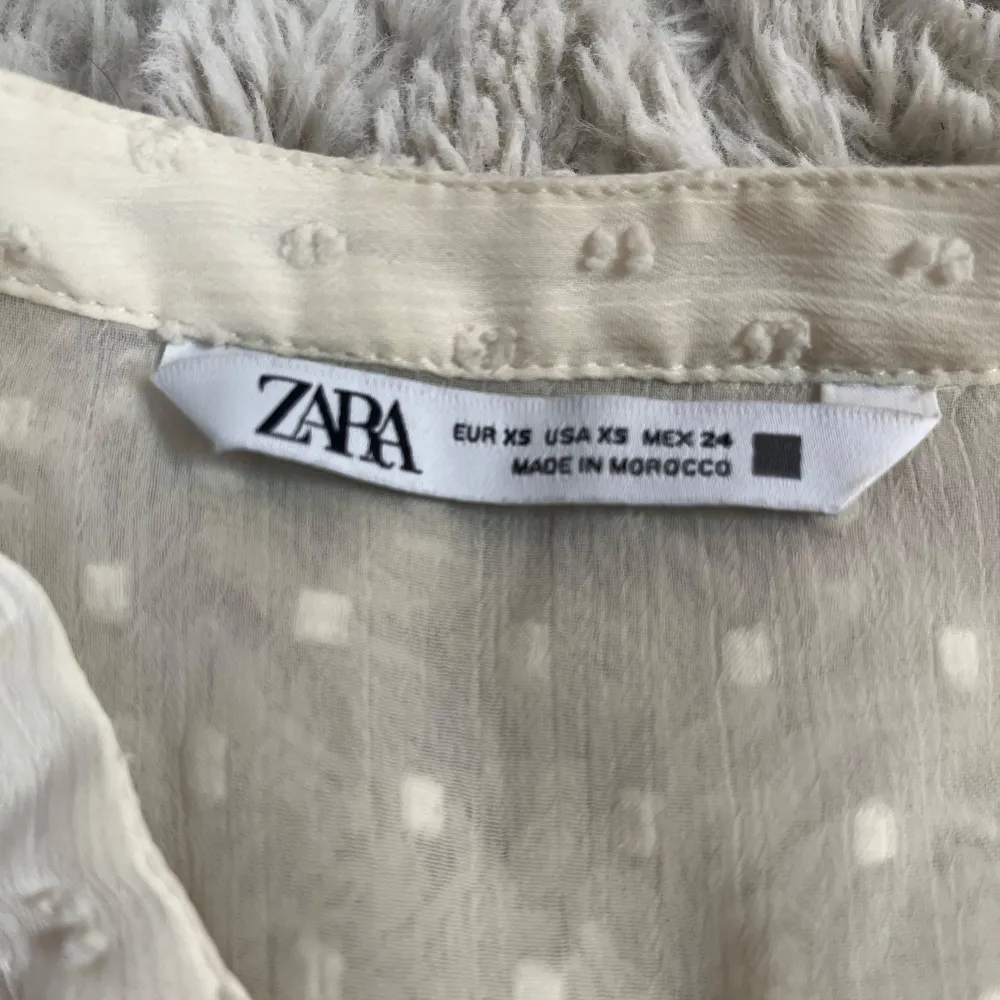 ZARA
EUR XS USA XS MEX 24
MADE IN MOROCCO